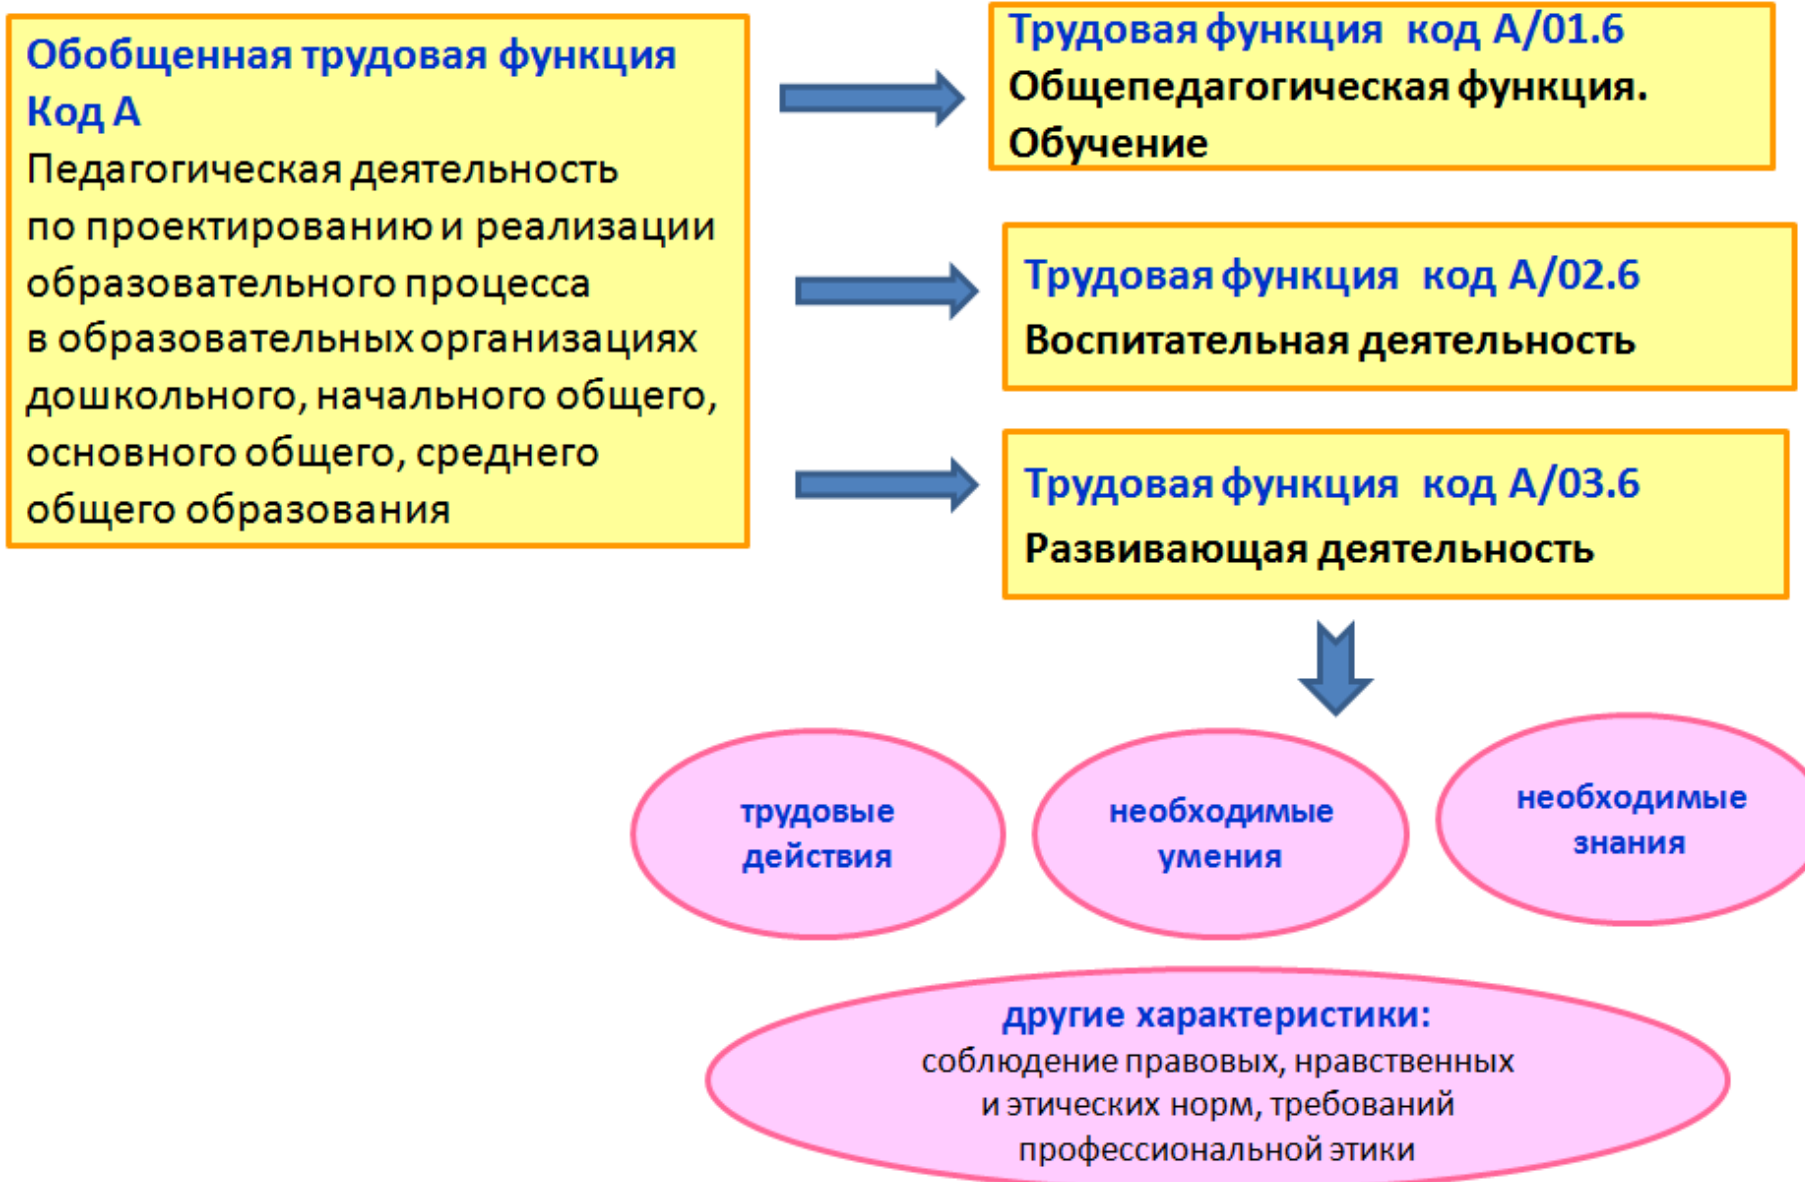 Обобщенная трудовая функция
Код А
Педагогическая деятельность
по проектированию и реализации
образовательного процесса
в образовательных организациях
дошкольного, начального общего,
основного общего, среднего
общего образования
Трудовая функция код А/01.6
Общепедагогическая функция.
Обучение
Трудовая функция код А/02.6
Воспитательная деятельность
Трудовая функция код А/03.6
Развивающая деятельность
трудовые
действия
необходимые
умения
необходимые
знания
другие характеристики:
соблюдение правовых, нравственных
и этических норм, требований
профессиональной этики